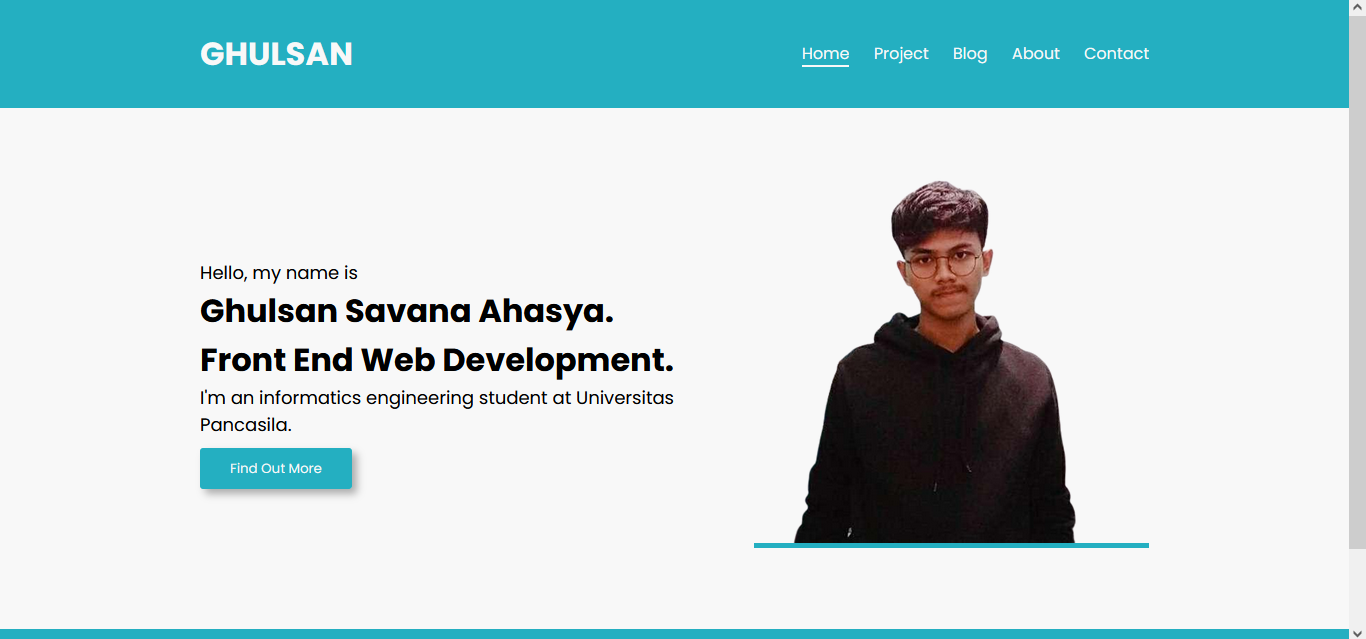 GHULSAN
Home Project Blog About Contact
Hello, my name is
Ghulsan Savana Ahasya.
Front End Web Development.
I'm an informatics engineering student at Universitas
Pancasila.
Find Out More